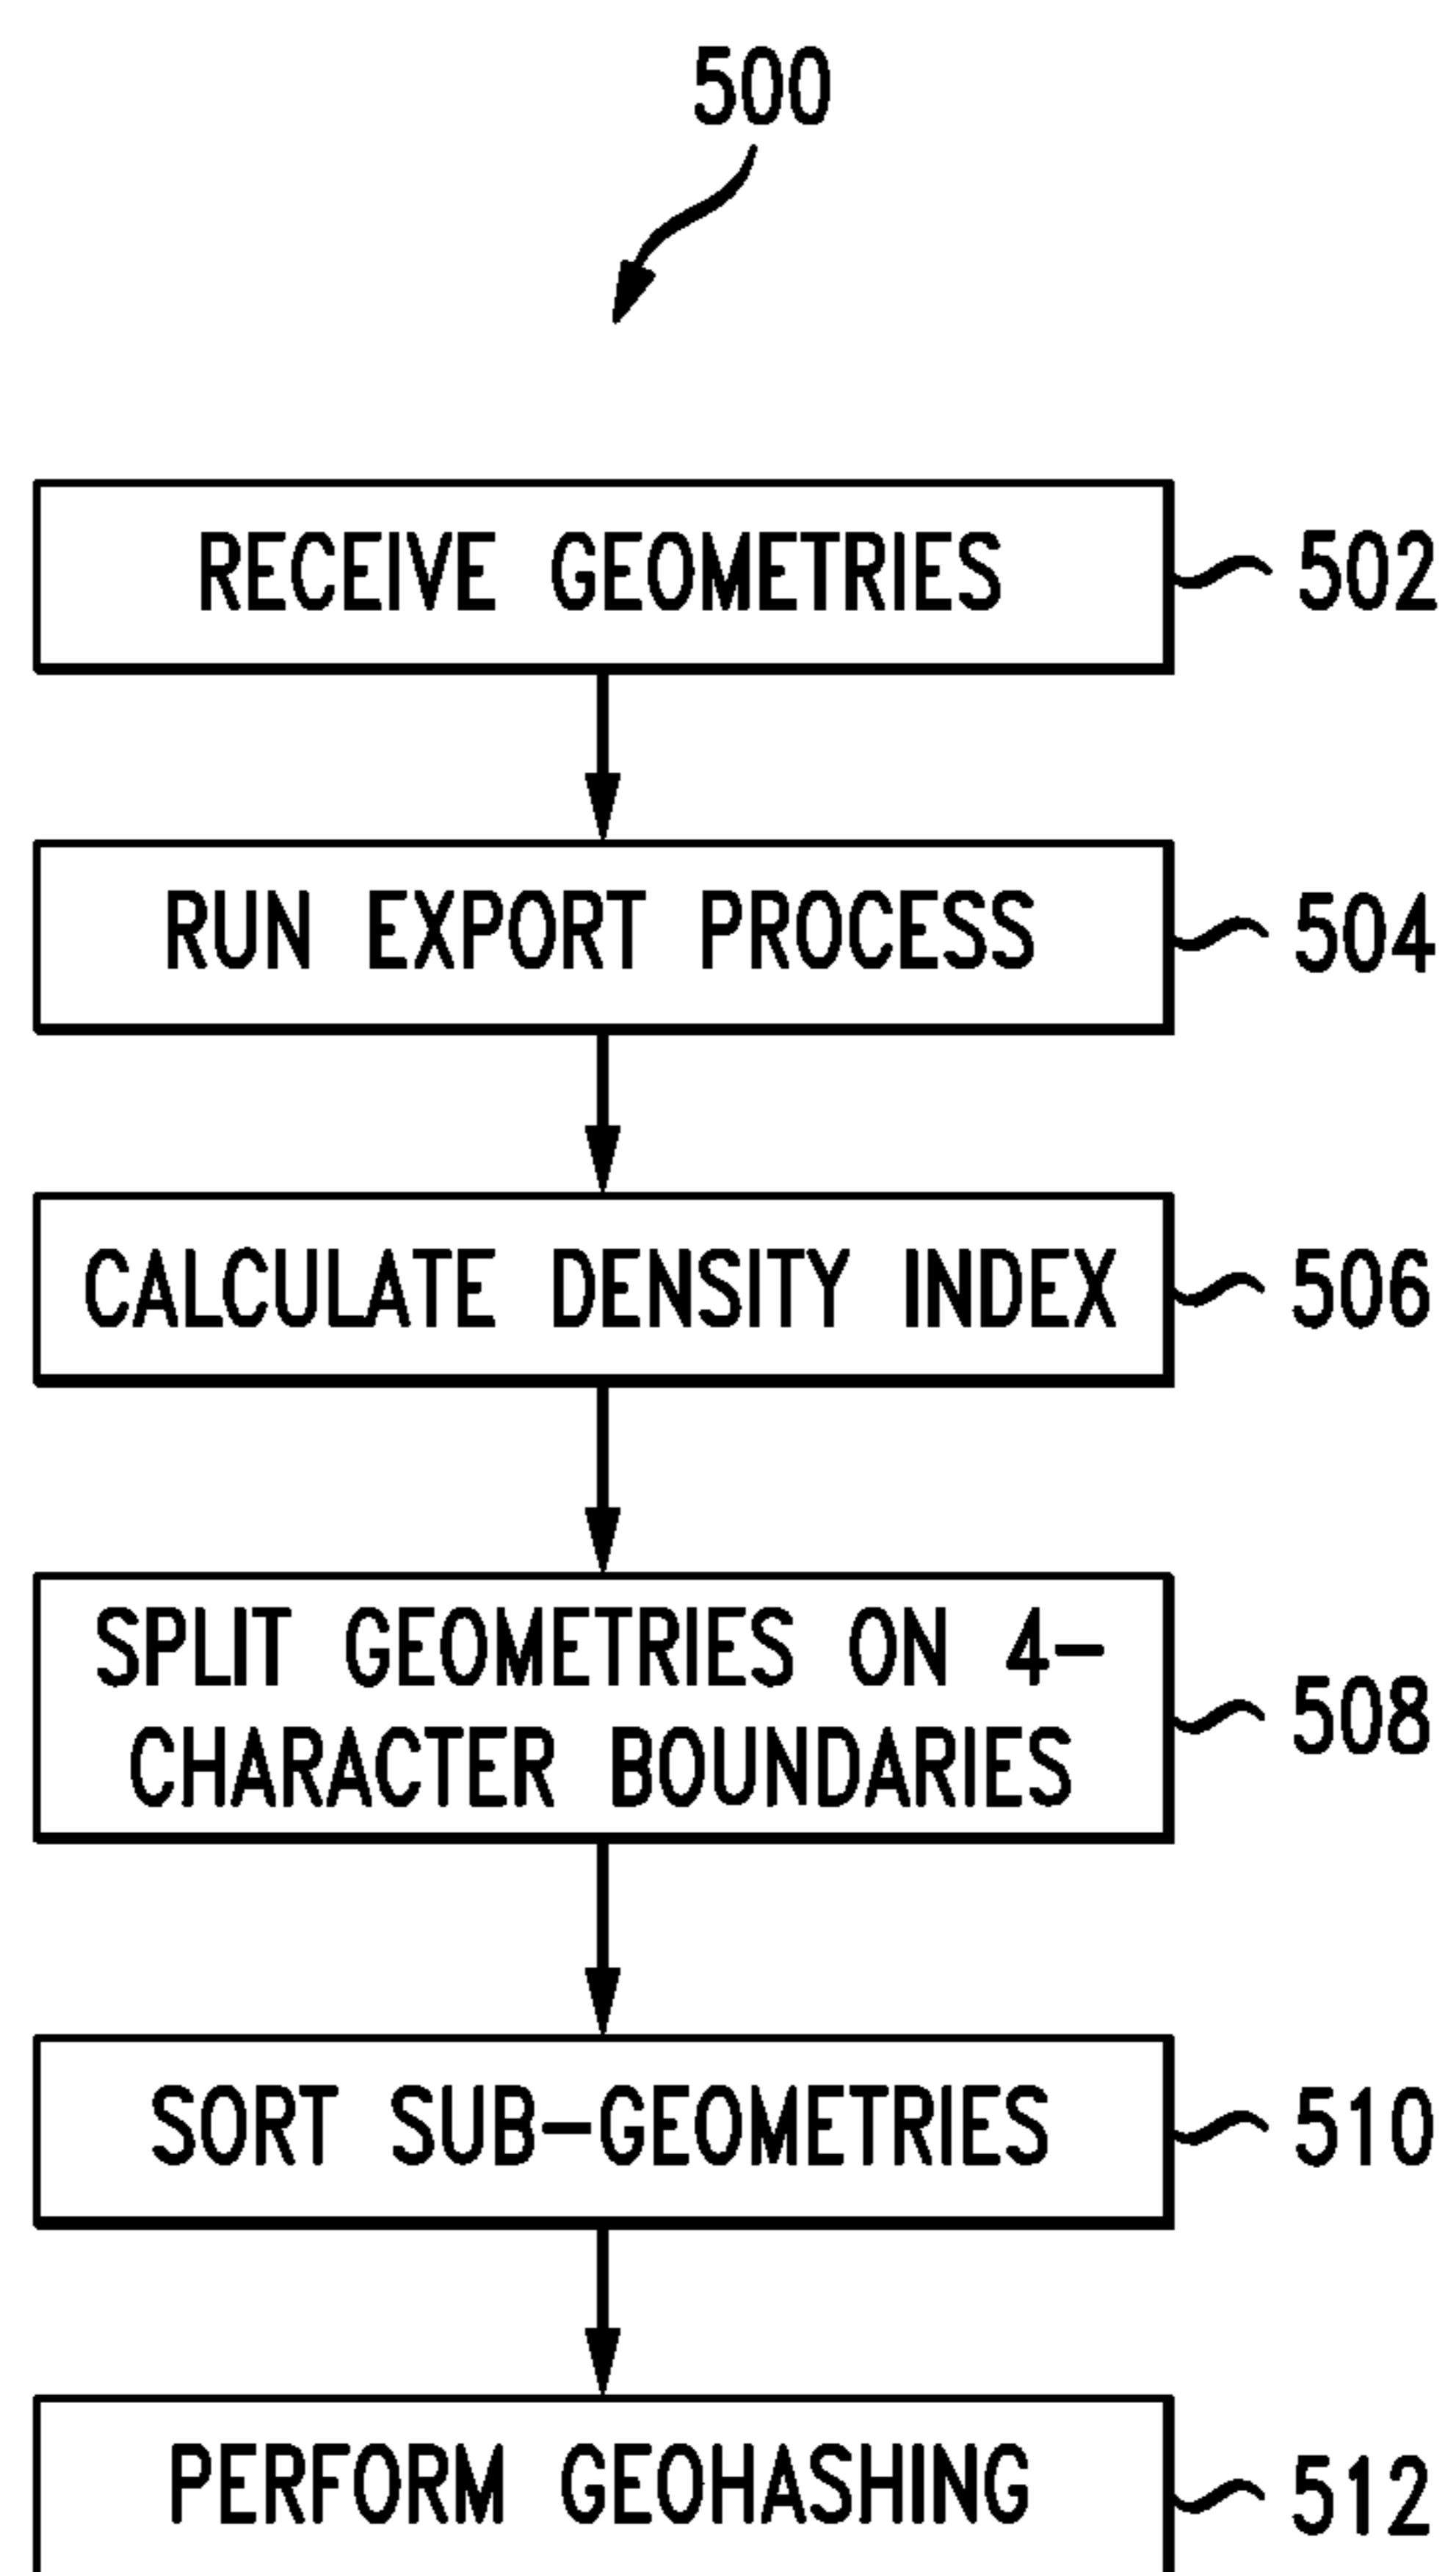 500
RECEIVE GEOMETRIES
502
RUN EXPORT PROCESS
504
CALCULATE DENSITY INDEX
506
SPLIT GEOMETRIES ON 4-
CHARACTER BOUNDARIES
508
SORT SUB-GEOMETRIES
510
PERFORM GEOHASHING
512